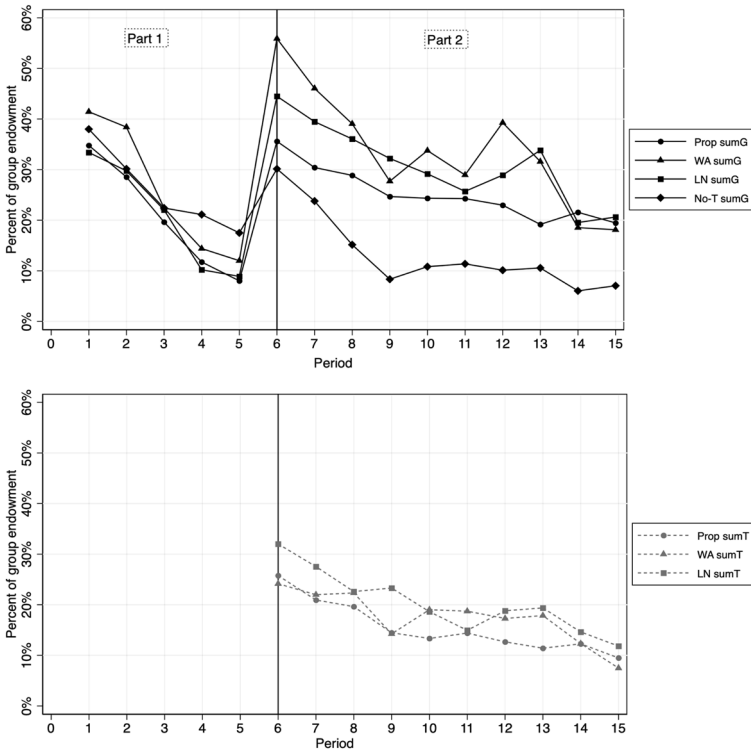 Part 1
Part 2
Percent of group endowment
60%
50%
40%
30%
20%
10%
0%
0 1 2 3 4 5 6 7 8 9 10 11 12 13 14 15
Period
Prop sumG
WA sumG
LN sumG
No-T sumG
Percent of group endowment
60%
50%
40%
30%
20%
10%
0%
0 1 2 3 4 5 6 7 8 9 10 11 12 13 14 15
Period
Prop sumT
WA sumT
LN sumT